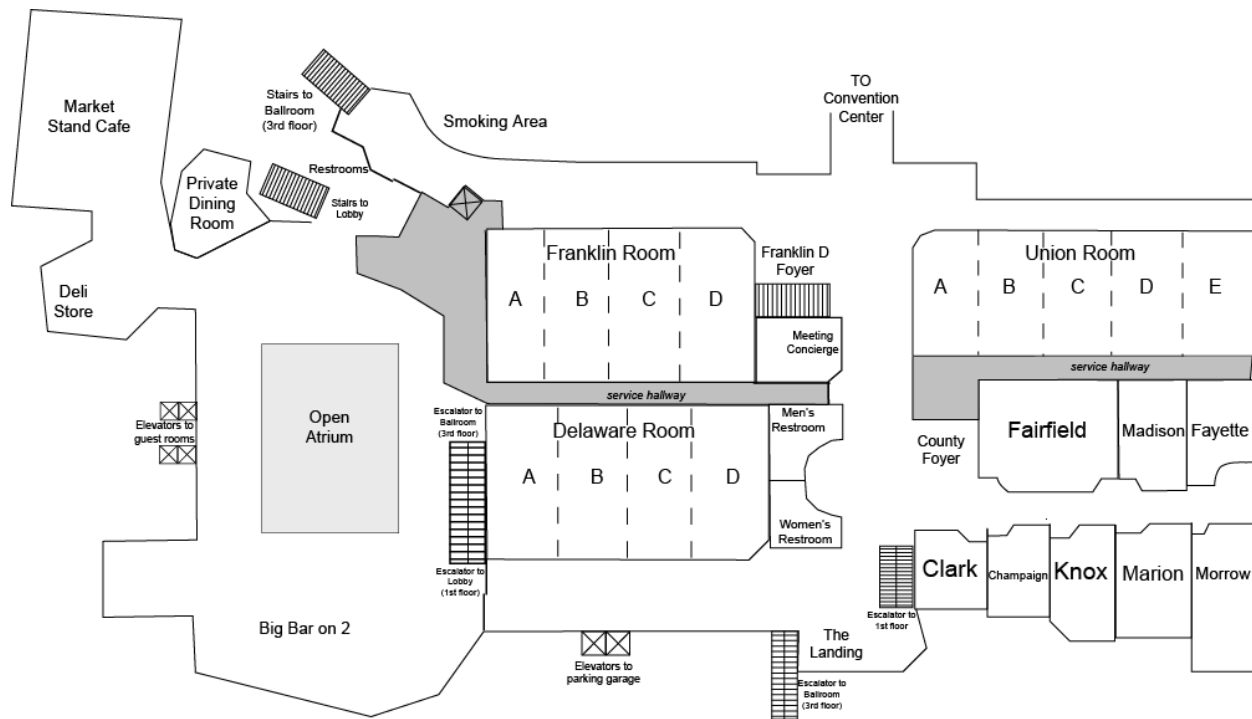 Market
Stand Cafe
Stairs to
Ballroom
(3rd floor)
Smoking Area
TO
Convention
Center
Restrooms
Private
Dining
Room
Stairs to
Lobby
Deli
Store
Franklin Room
A
B
C
D
Franklin D
Foyer
Meeting
Concierge
Union Room
A
B
C
D
E
service hallway
service hallway
Open
Atrium
Elevators to
guest rooms
Escalator to
Ballroom
(3rd floor)
Delaware Room
A
B
C
D
Men's
Restroom
Women's
Restroom
County
Foyer
Fairfield
Madison
Fayette
Escalator to
Lobby
(1st floor)
Clark
Champaign
Knox
Marion
Morrow
Escalator to
1st floor
Big Bar on 2
The
Landing
Elevators to
parking garage
Escalator to
Ballroom
(3rd floor)